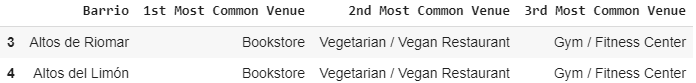 Barrio 1st Most Common Venue 2nd Most Common Venue 3rd Most Common Venue
3 Altos de Riomar Bookstore Vegetarian / Vegan Restaurant Gym / Fitness Center
4 Altos del Limón Bookstore Vegetarian / Vegan Restaurant Gym / Fitness Center